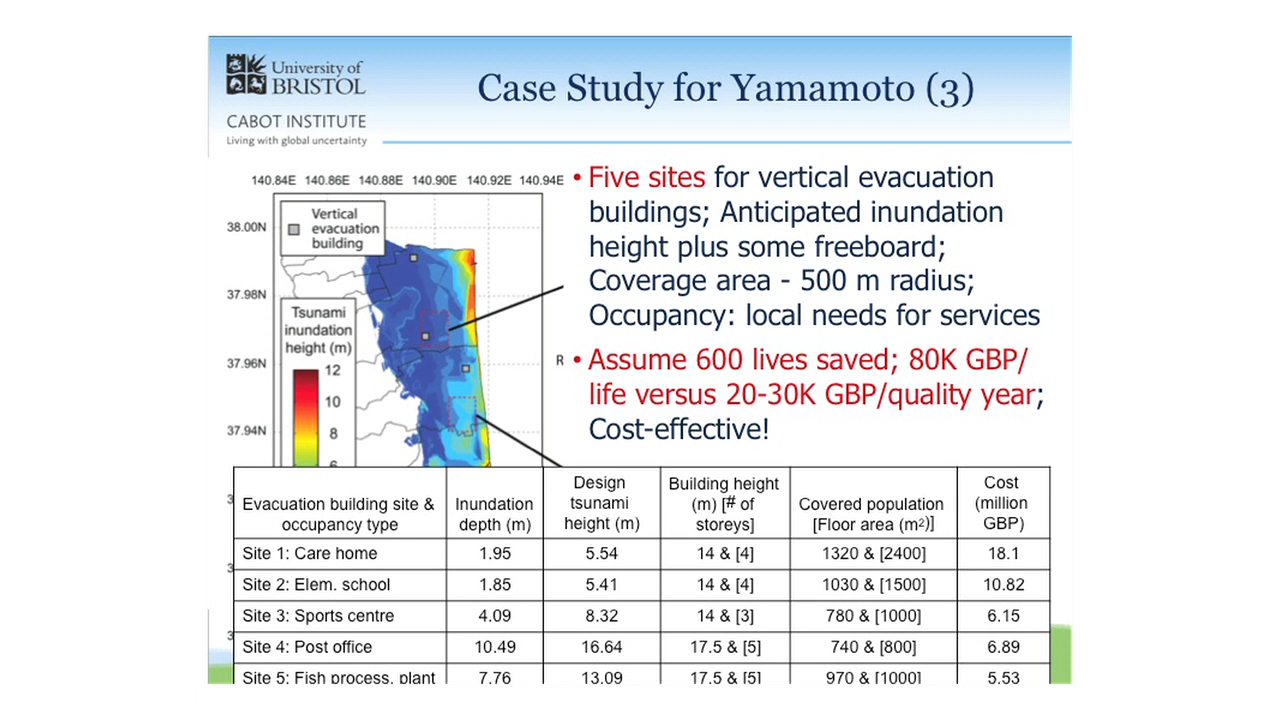 University of
BRISTOL
CABOT INSTITUTE
Living with global uncertainty
Case Study for Yamamoto (3)
140.84E 140.86E 140.88E 140.90E 140.92E 140.94E
38.00N
37.98N
37.96N
37.94N
Vertical
evacuation
building
Tsunami
inundation
height (m)
12
10
8
6
R
• Five sites for vertical evacuation
buildings; Anticipated inundation
height plus some freeboard;
Coverage area - 500 m radius;
Occupancy: local needs for services
• Assume 600 lives saved; 80K GBP/
life versus 20-30K GBP/quality year;
Cost-effective!
Evacuation building site & occupancy type | Inundation depth (m) | Design tsunami height (m) | Building height (m) [# of storeys] | Covered population [Floor area (m2)] | Cost (million GBP)
Site 1: Care home 1.95 5.54 14 & [4] 1320 & [2400] 18.1
Site 2: Elem. school 1.85 5.41 14 & [4] 1030 & [1500] 10.82
Site 3: Sports centre 4.09 8.32 14 & [3] 780 & [1000] 6.15
Site 4: Post office 10.49 16.64 17.5 & [5] 740 & [800] 6.89
Site 5: Fish process. plant 7.76 13.09 17.5 & [5] 970 & [1000] 5.53